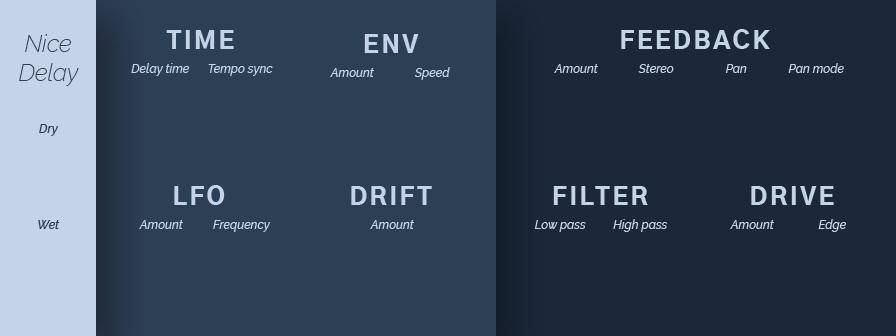 Nice
Delay
Dry
Wet
TIME
Delay time Tempo sync
ENV
Amount Speed
LFO
Amount Frequency
DRIFT
Amount
FEEDBACK
Amount Stereo Pan Pan mode
FILTER
Low pass High pass
DRIVE
Amount Edge